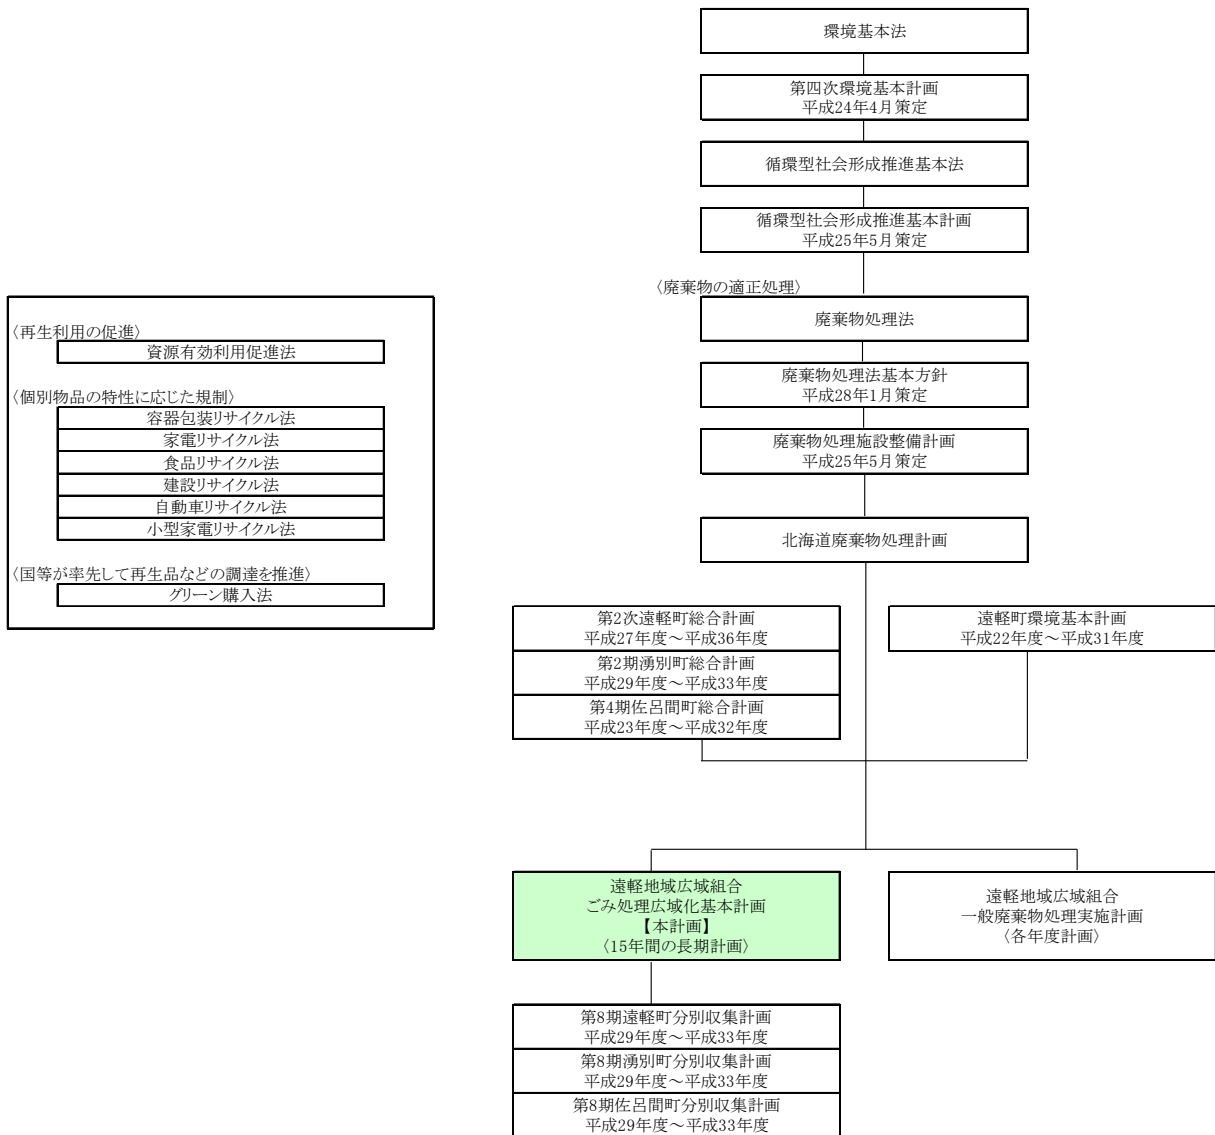 環境基本法
第四次環境基本計画
平成24年4月策定
循環型社会形成推進基本法
循環型社会形成推進基本計画
平成25年5月策定
〈廃棄物の適正処理〉
廃棄物処理法
廃棄物処理法基本方針
平成28年1月策定
廃棄物処理施設整備計画
平成25年5月策定
北海道廃棄物処理計画
〈再生利用の促進〉
資源有効利用促進法
〈個別物品の特性に応じた規制〉
容器包装リサイクル法
家電リサイクル法
食品リサイクル法
建設リサイクル法
自動車リサイクル法
小型家電リサイクル法
〈国等が率先して再生品などの調達を推進〉
グリーン購入法
第2次遠軽町総合計画
平成27年度～平成36年度
第2期湧別町総合計画
平成29年度～平成33年度
第4期佐呂間町総合計画
平成23年度～平成32年度
遠軽町環境基本計画
平成22年度～平成31年度
遠軽地域広域組合
ごみ処理広域化基本計画
【本計画】
〈15年間の長期計画〉
遠軽地域広域組合
一般廃棄物処理実施計画
〈各年度計画〉
第8期遠軽町分別収集計画
平成29年度～平成33年度
第8期湧別町分別収集計画
平成29年度～平成33年度
第8期佐呂間町分別収集計画
平成29年度～平成33年度